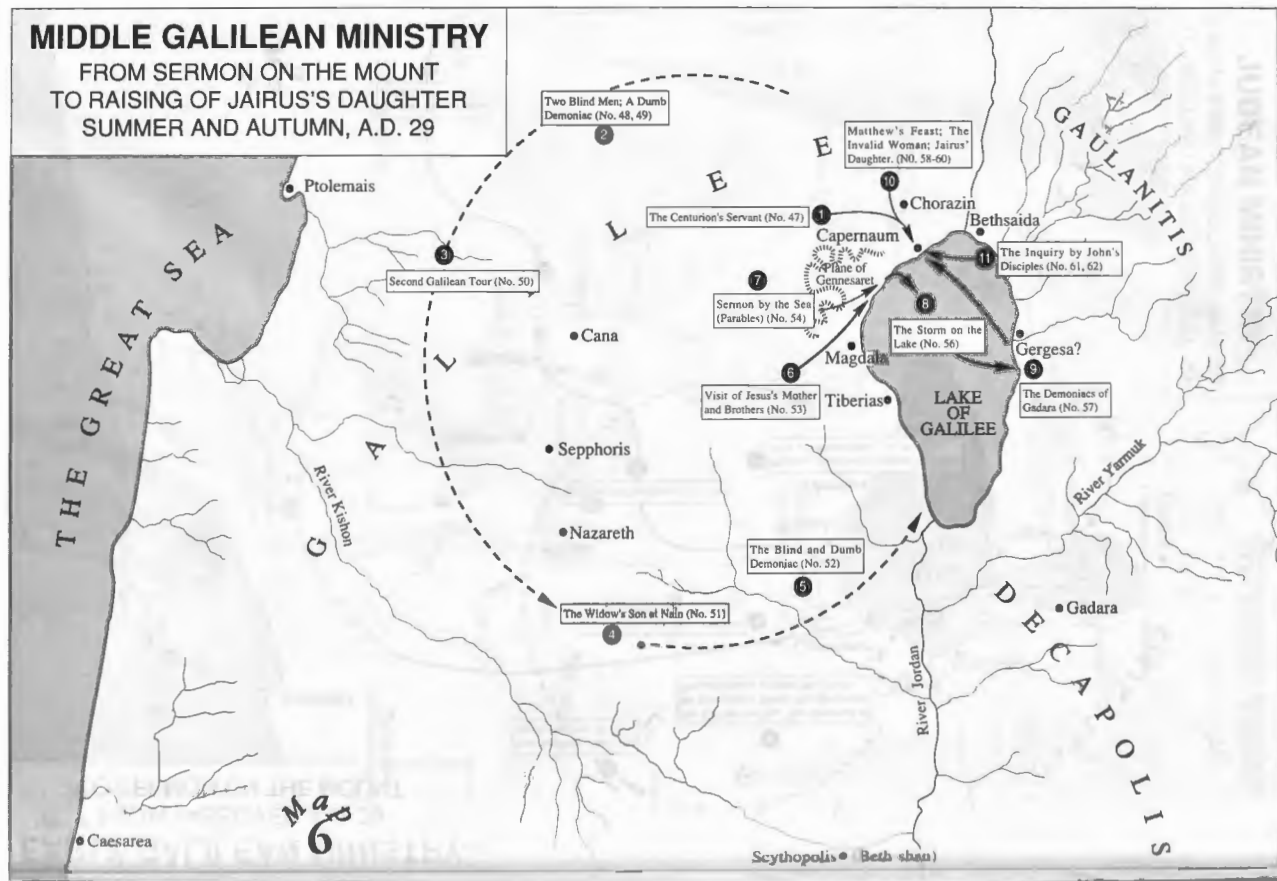 MIDDLE GALILEAN MINISTRY
FROM SERMON ON THE MOUNT
TO RAISING OF JAIRUS'S DAUGHTER
SUMMER AND AUTUMN, A.D. 29
Two Blind Men; A Dumb
Demoniac (No. 48, 49)
2
Matthew's Feast; The
Invalid Woman; Jairus'
Daughter. (N0. 58-60)
10
GAULANITIS
Ptolemais
Chorazin
The Centurion's Servant (No. 47)
1
Bethsaida
Capernaum
THE GREAT SEA
GALILEE
3
Second Galilean Tour (No. 50)
Plane of
Gennesaret
11
The Inquiry by John's
Disciples (No. 61, 62)
7
Sermon by the Sea
(Parables) (No. 54)
8
The Storm on the
Lake (No. 56)
Cana
Magdala
Gergesa?
6
9
Visit of Jesus's Mother
and Brothers (No. 53)
Tiberias
LAKE
OF
GALILEE
The Demoniacs of
Gadara (No. 57)
Sepphoris
River Kishon
River Yarmuk
Nazareth
The Blind and Dumb
Demoniac (No. 52)
5
The Widow's Son at Nain (No. 51)
4
DECAPOLIS
Gadara
River Jordan
Map
6
Caesarea
Scythopolis Beth shan)